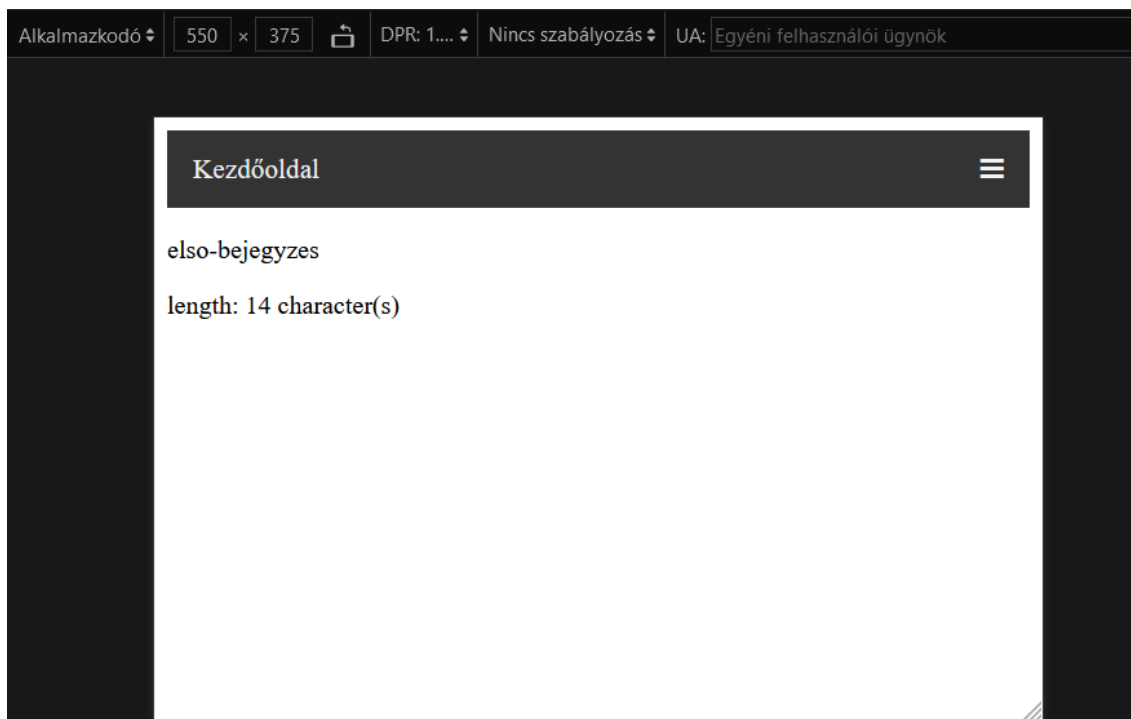 Alkalmazkodó 550 × 375 DPR: 1.... Nincs szabályozás UA: Egyéni felhasználói ügynök
Kezdőoldal
elso-bejegyzes
length: 14 character(s)